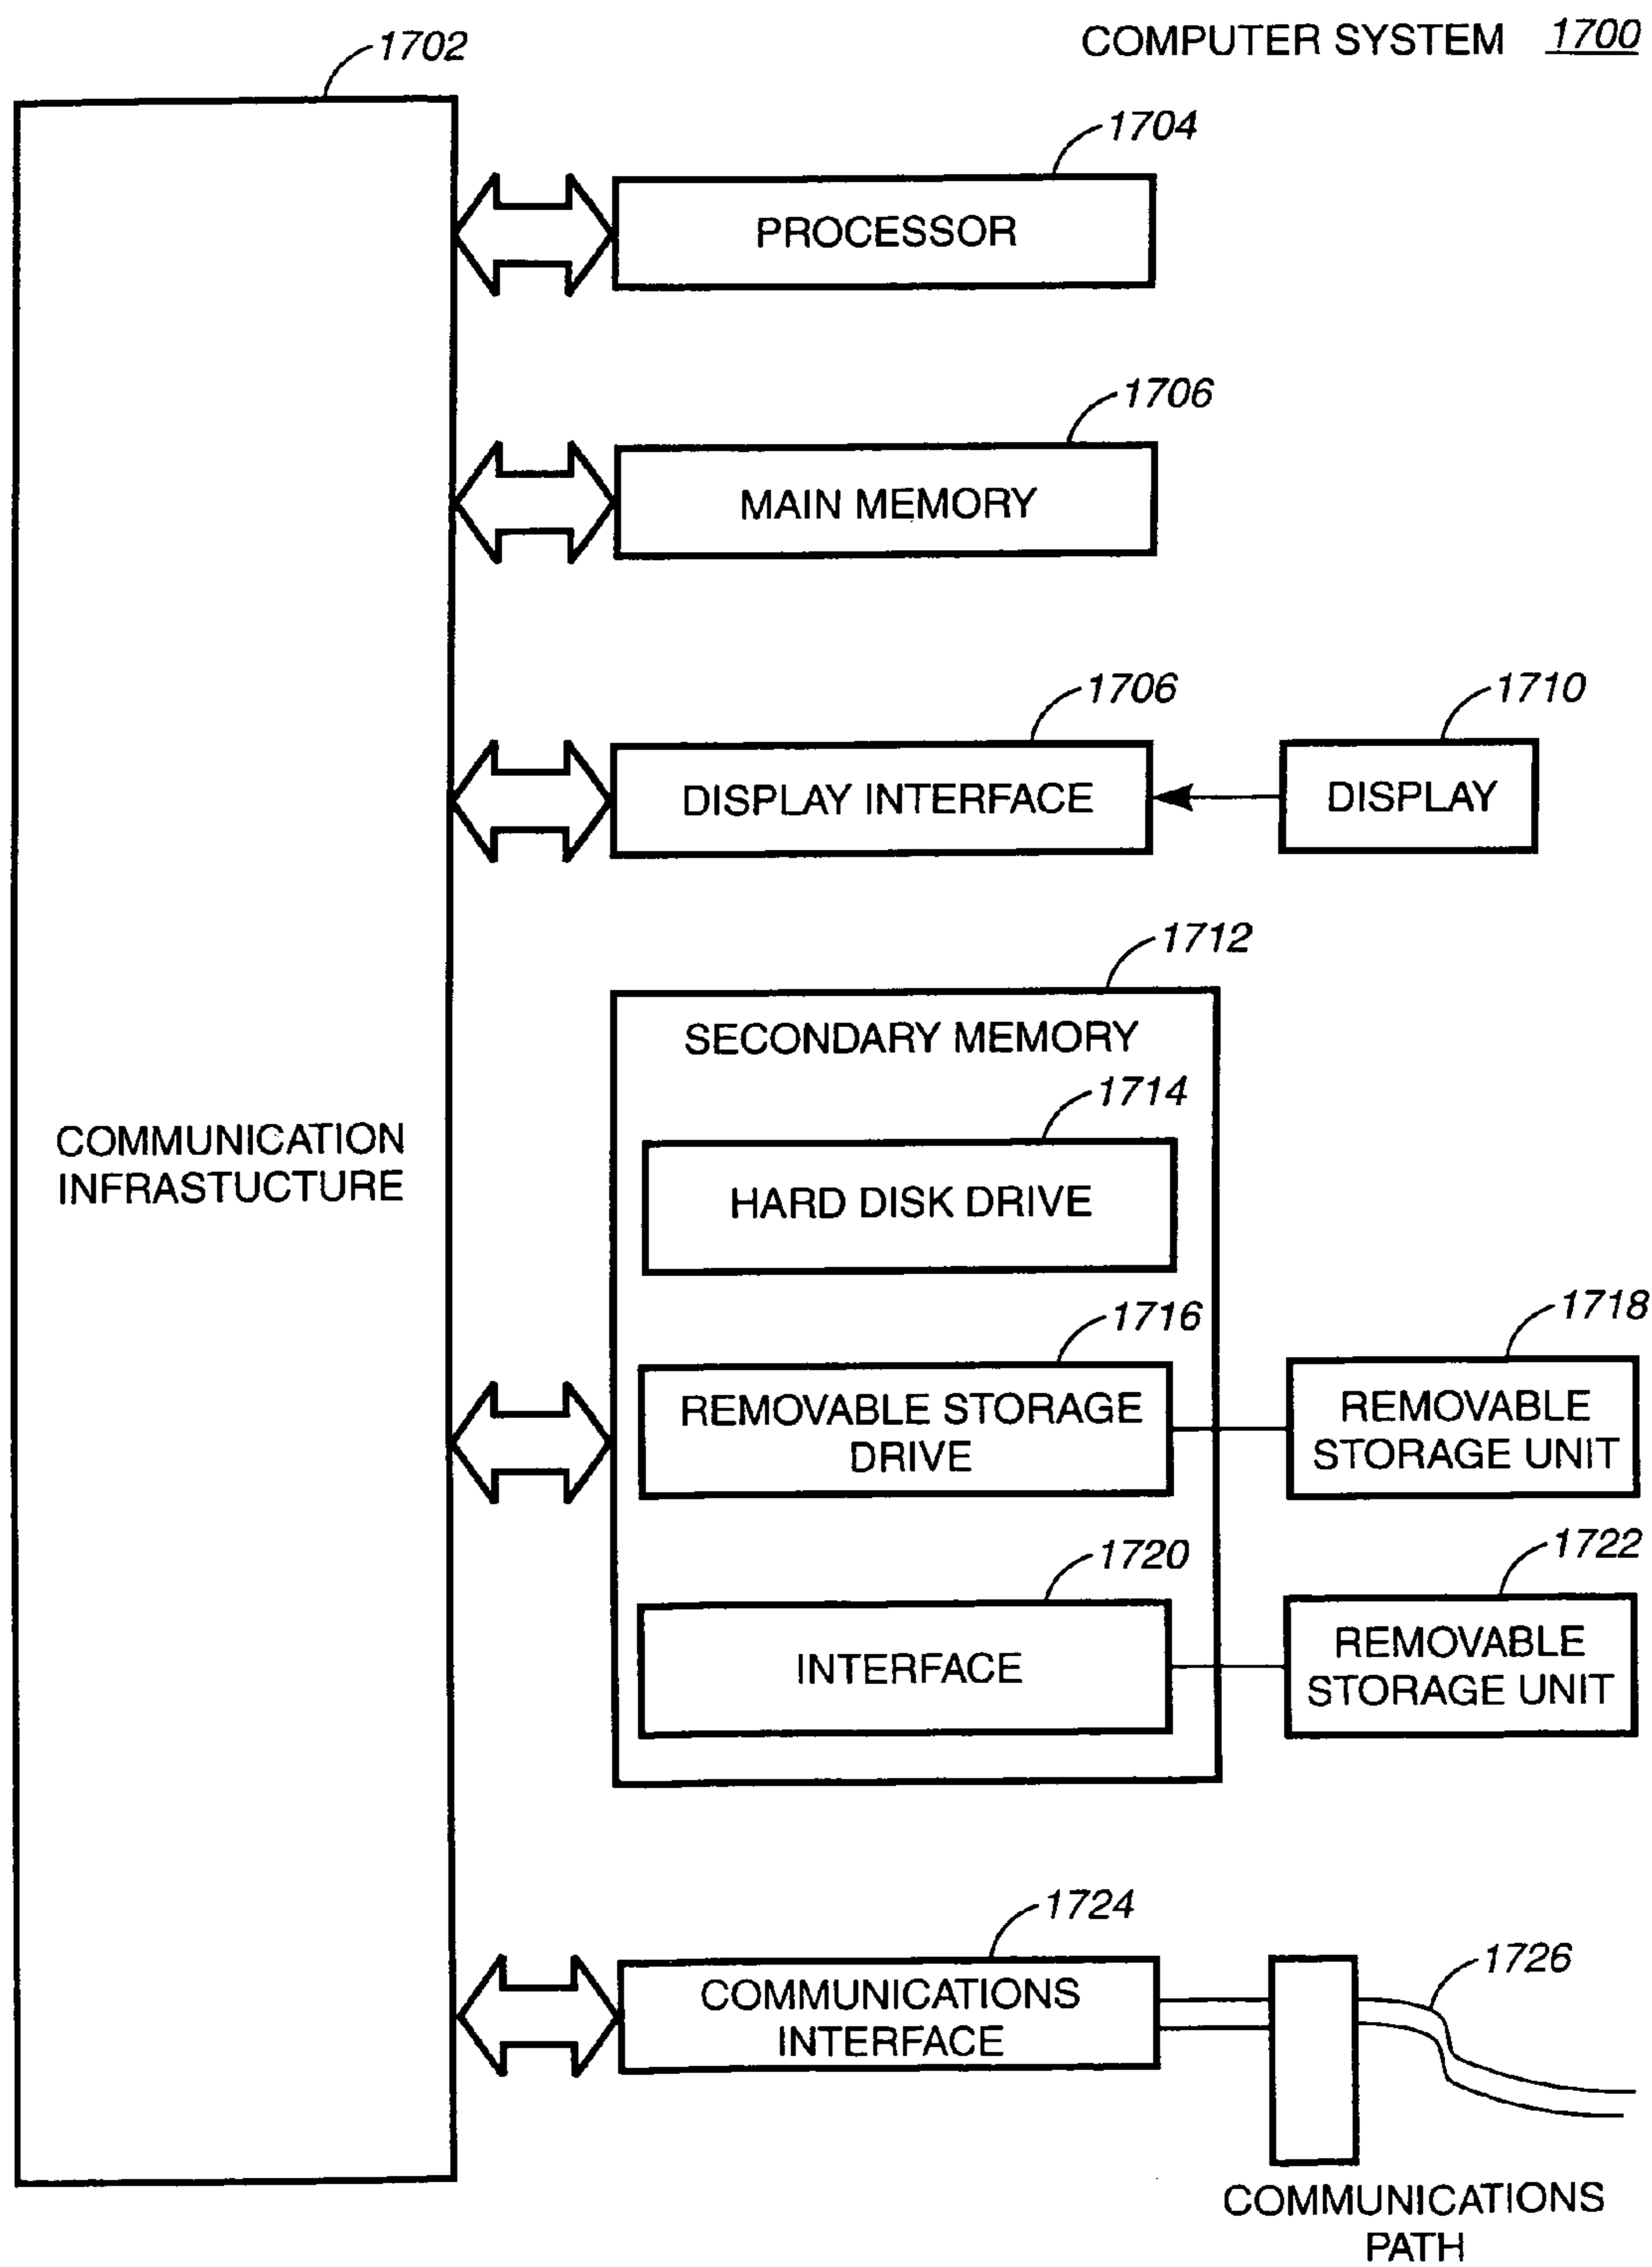 COMPUTER SYSTEM 1700
1702
1704
PROCESSOR
1706
MAIN MEMORY
1706
DISPLAY INTERFACE
1710
DISPLAY
1712
SECONDARY MEMORY
1714
HARD DISK DRIVE
COMMUNICATION
INFRASTUCTURE
1716
REMOVABLE STORAGE
DRIVE
1718
REMOVABLE
STORAGE UNIT
1720
INTERFACE
1722
REMOVABLE
STORAGE UNIT
1724
COMMUNICATIONS
INTERFACE
1726
COMMUNICATIONS
PATH